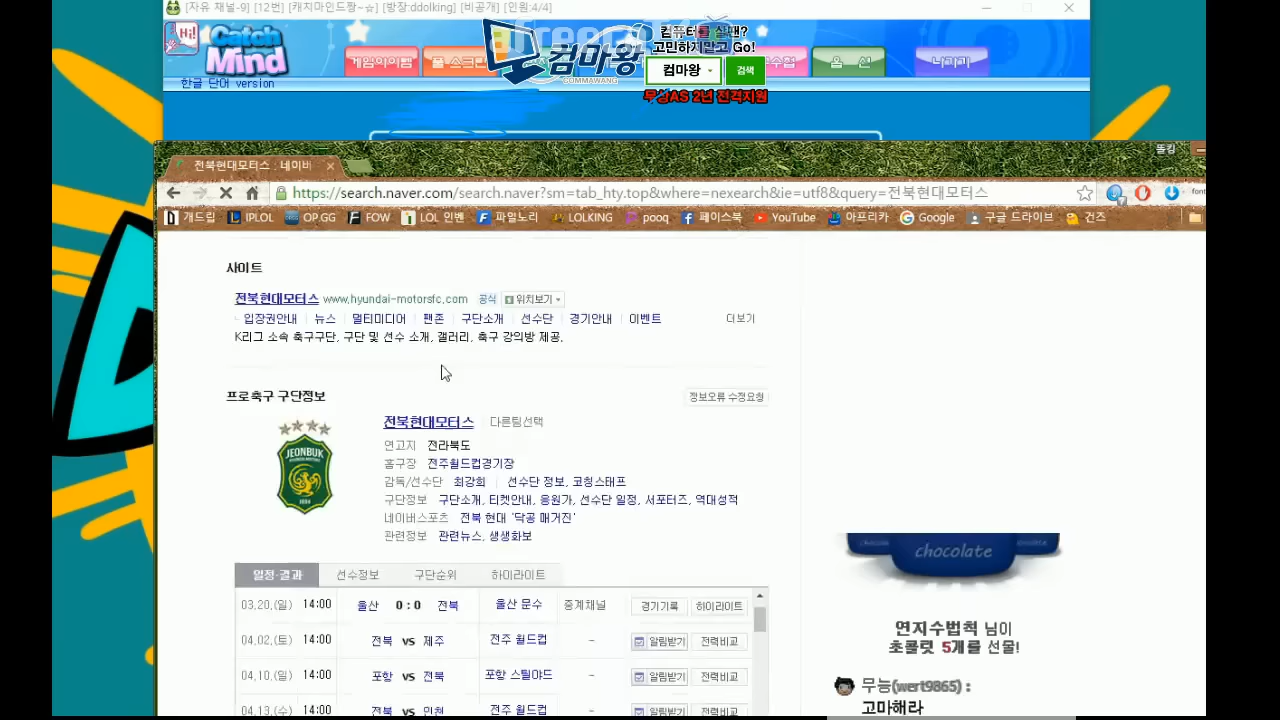 [자유 채널-9] [12번] [캐치마인드짱~☆] [방장:ddolking] [비공개] [인원:4/4]
Hi!
Catch Mind
한글 단어 version
게임아이템
컴마왕
COMMAWANG
컴퓨터를 살땐?
고민하지말고 Go!
컴마왕
검색
무상AS 2년 전격지원
옵 션
나가기
똘킹
전북현대모터스 : 네이버
https://search.naver.com/search.naver?sm=tab_hty.top&where=nexearch&ie=utf8&query=전북현대모터스
개드립 IPLOL OP.GG FOW LOL 인벤 파일노리 LOLKING pooq 페이스북 YouTube 아프리카 Google 구글 드라이브 건즈
사이트
전북현대모터스 www.hyundai-motorsfc.com 공식 위치보기
입장권안내 뉴스 멀티미디어 팬존 구단소개 선수단 경기안내 이벤트 더보기
K리그 소속 축구구단, 구단 및 선수 소개, 갤러리, 축구 강의방 제공.
프로축구 구단정보 정보오류 수정요청
JEONBUK
전북현대모터스 다른팀선택
연고지 전라북도
홈구장 전주월드컵경기장
감독/선수단 최강희 선수단 정보, 코칭스태프
구단정보 구단소개, 티켓안내, 응원가, 선수단 일정, 서포터즈, 역대성적
네이버스포츠 전북 현대 '닥공 매거진'
관련정보 관련뉴스, 생생화보
일정·결과 선수정보 구단순위 하이라이트
03.20.(일) 14:00 울산 0 : 0 전북 울산 문수 중계채널 경기기록 하이라이트
04.02.(토) 14:00 전북 vs 제주 전주 월드컵 - 알림받기 전력비교
04.10.(일) 14:00 포항 vs 전북 포항 스틸야드 - 알림받기 전력비교
04.13.(수) 14:00 전북 vs 인천 전주 월드컵 - 알림받기 전력비교
chocolate
연지수법칙 님이
초콜릿 5개를 선물!
무능(wert9865) :
고마해라